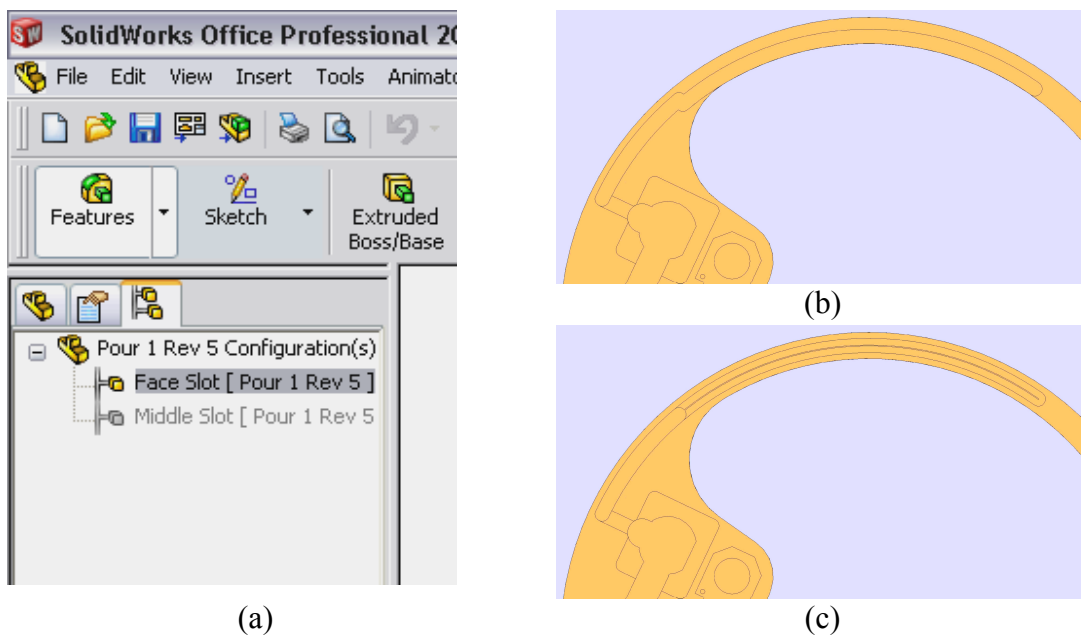 SolidWorks Office Professional 20
File Edit View Insert Tools Animato
Features Sketch Extruded
Boss/Base
Pour 1 Rev 5 Configuration(s)
Face Slot [ Pour 1 Rev 5 ]
Middle Slot [ Pour 1 Rev 5
(a)
(b)
(c)